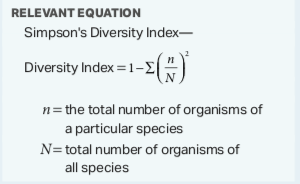 RELEVANT EQUATION
Simpson's Diversity Index—
Diversity Index = 1 – Σ(n/N)²
n = the total number of organisms of
a particular species
N = total number of organisms of
all species